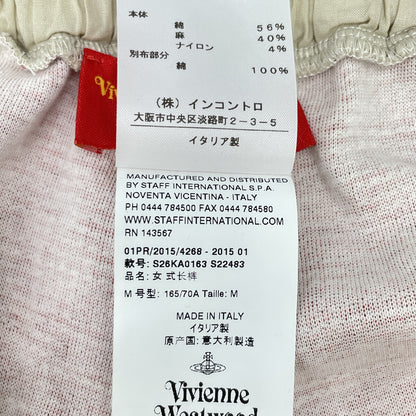 本体
綿 56%
麻 40%
ナイロン 4%
別布部分
綿 100%
(株)インコントロ
大阪市中央区淡路町2-3-5
イタリア製
MANUFACTURED AND DISTRIBUTED
BY STAFF INTERNATIONAL S.P.A.
NOVENTA VICENTINA - ITALY
PH 0444 784500 FAX 0444 784580
WWW.STAFFINTERNATIONAL.COM
RN 143567
01PR/2015/4268 - 2015 01
款号: S26KA0163 S22483
品名: 女式长裤
M 号型: 165/70A Taille: M
MADE IN ITALY
イタリア製
原产国:意大利製造
Vivienne
Westwood